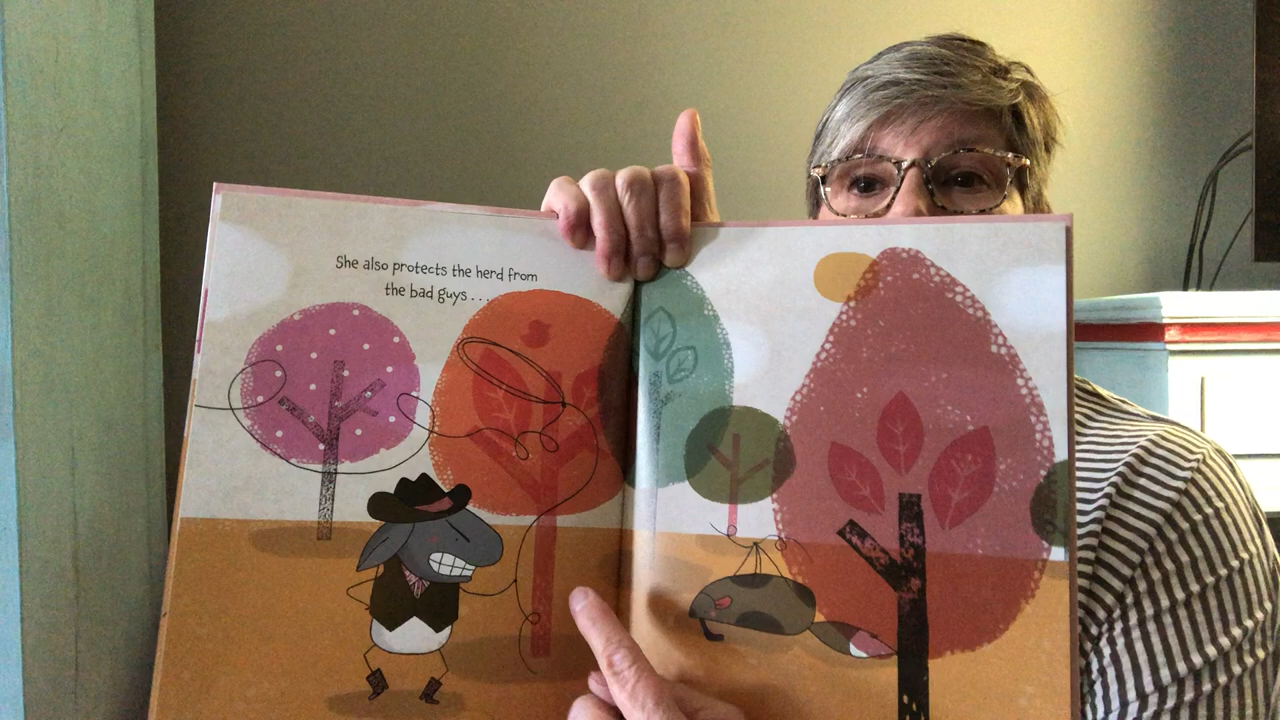 She also protects the herd from
the bad guys . . .